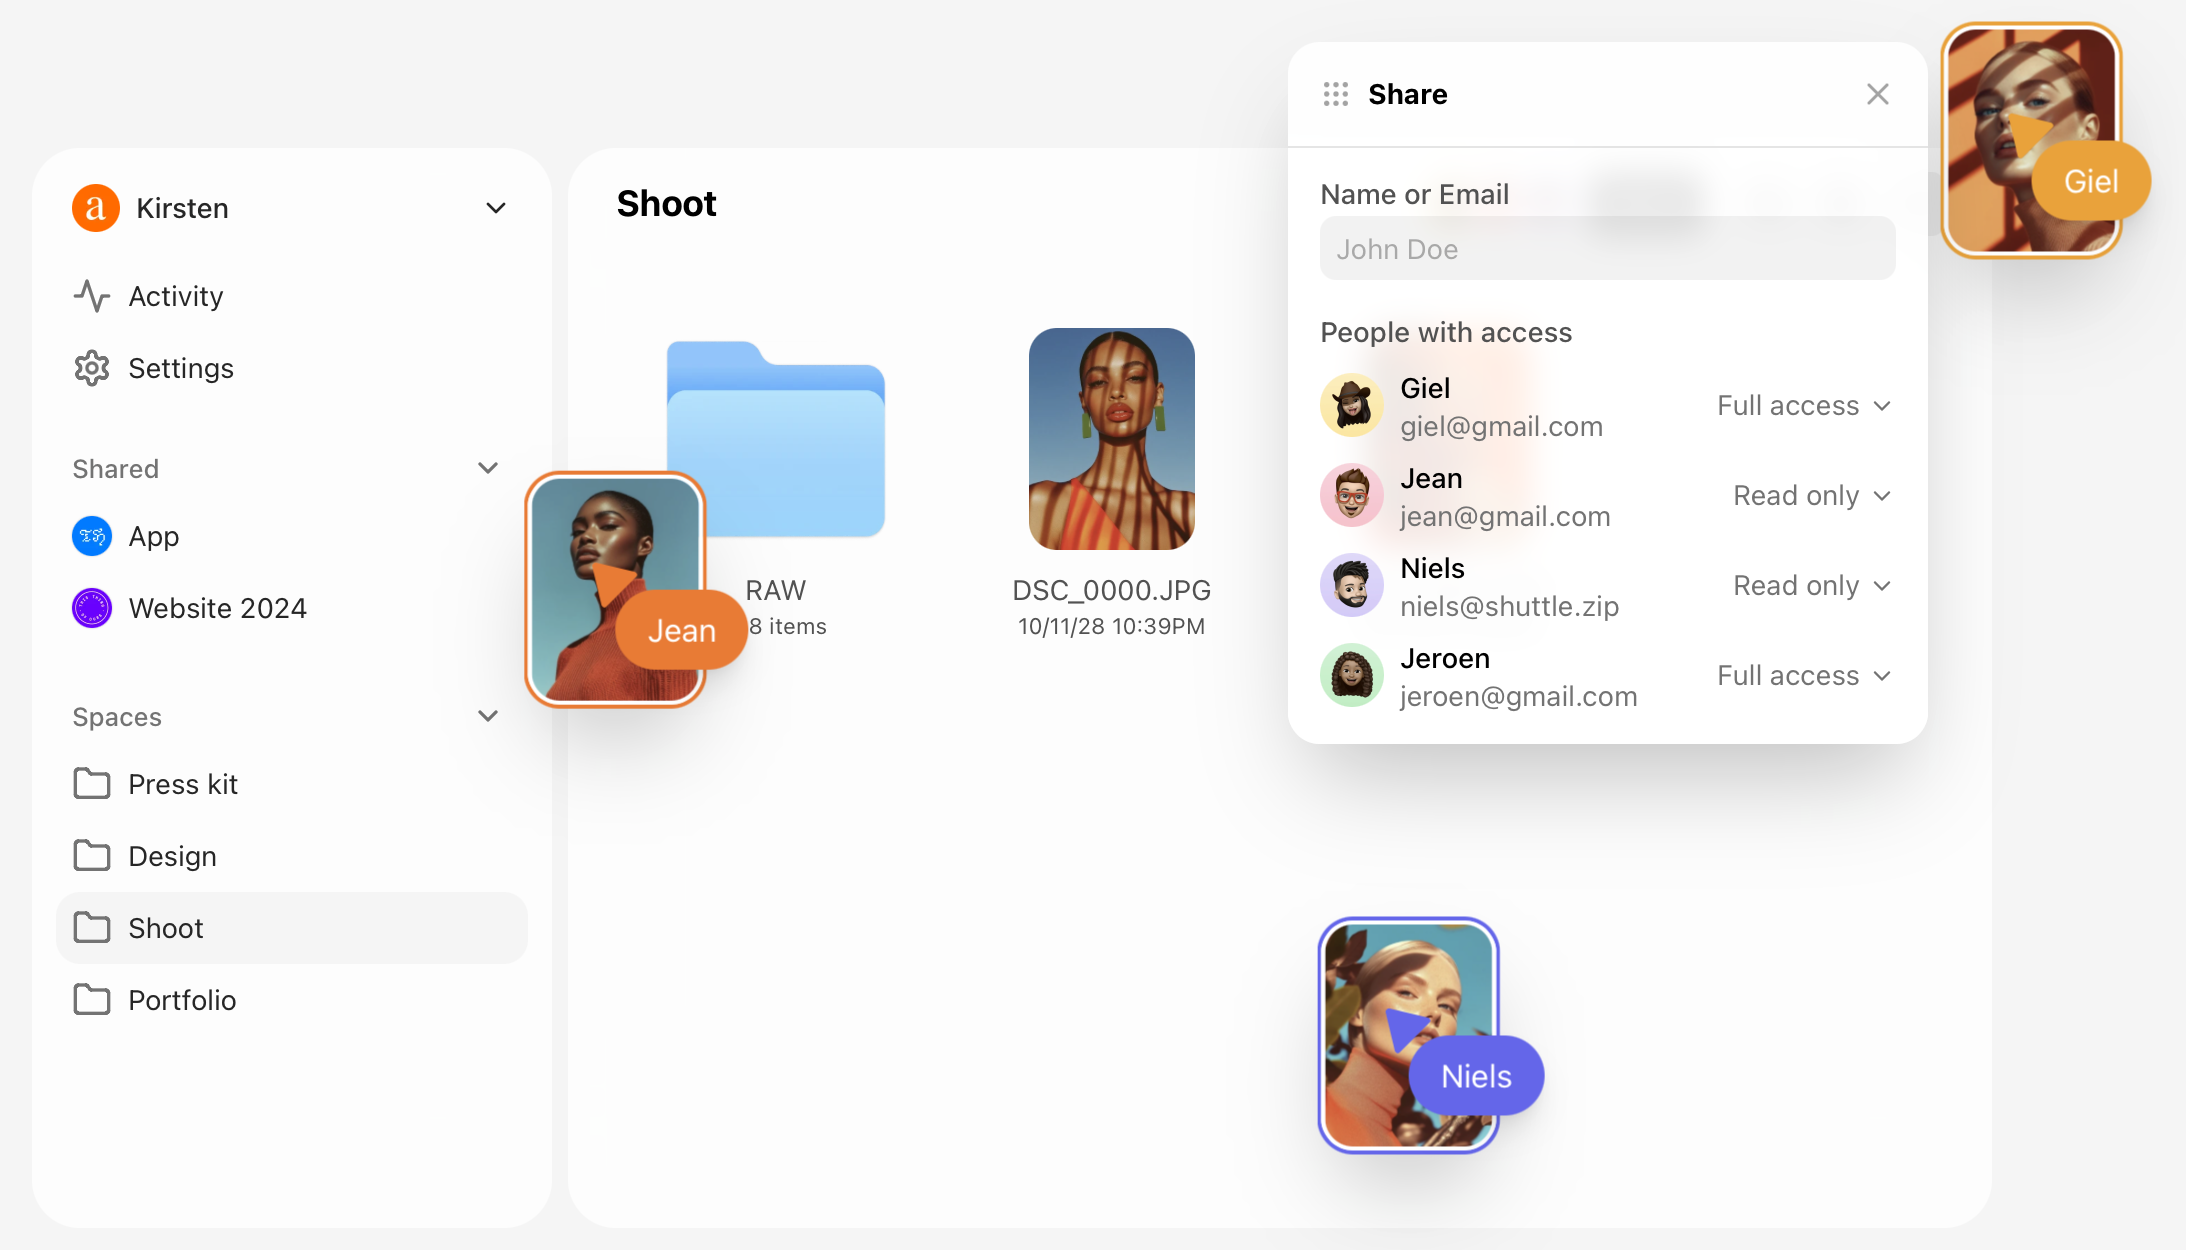 Kirsten
Activity
Settings
Shared
App
Website 2024
Spaces
Press kit
Design
Shoot
Portfolio
Shoot
RAW
8 items
DSC_0000.JPG
10/11/28 10:39PM
Jean
Share
Name or Email
John Doe
People with access
Giel
giel@gmail.com
Full access
Jean
jean@gmail.com
Read only
Niels
niels@shuttle.zip
Read only
Jeroen
jeroen@gmail.com
Full access
Giel
Niels